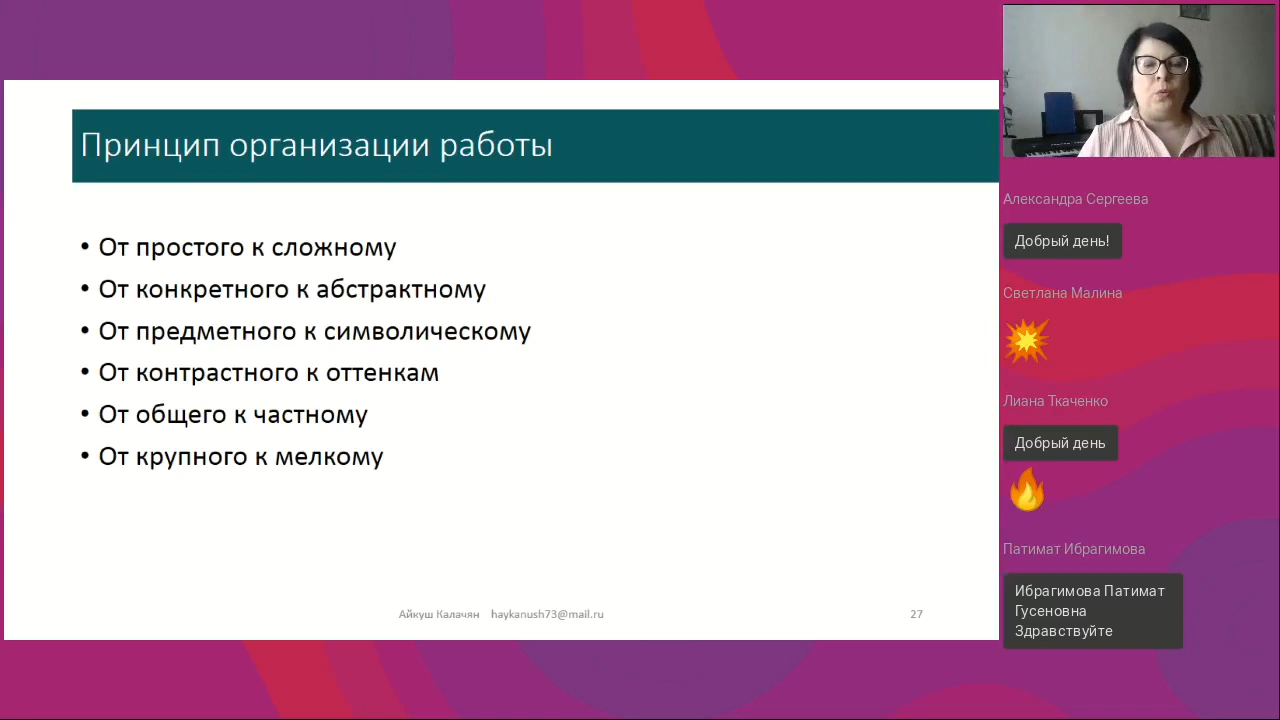 Принцип организации работы
• От простого к сложному
• От конкретного к абстрактному
• От предметного к символическому
• От контрастного к оттенкам
• От общего к частному
• От крупного к мелкому
Айкуш Калачян haykanush73@mail.ru
27
Александра Сергеева
Добрый день!
Светлана Малина
Лиана Ткаченко
Добрый день
Патимат Ибрагимова
Ибрагимова Патимат
Гусеновна
Здравствуйте